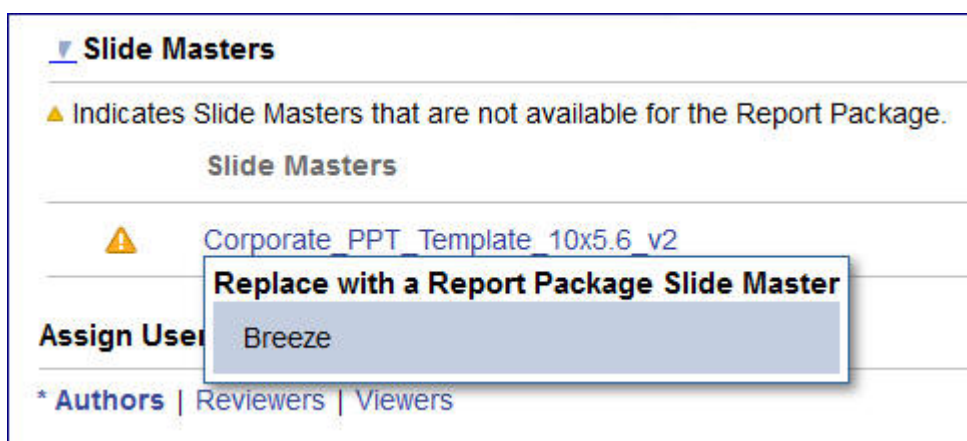 Slide Masters
Indicates Slide Masters that are not available for the Report Package.
Slide Masters
Corporate_PPT_Template_10x5.6_v2
Replace with a Report Package Slide Master
Breeze
Assign User
* Authors | Reviewers | Viewers